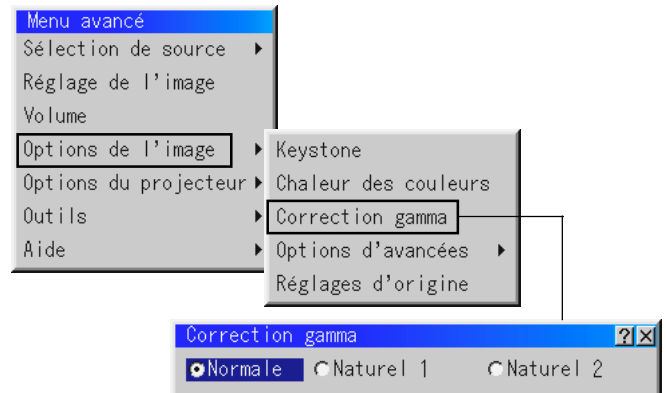 Menu avancé
Sélection de source
Réglage de l'image
Volume
Options de l'image
Options du projecteur
Outils
Aide
Keystone
Chaleur des couleurs
Correction gamma
Options d'avancées
Réglages d'origine
Correction gamma ? ×
Normale Naturel 1 Naturel 2